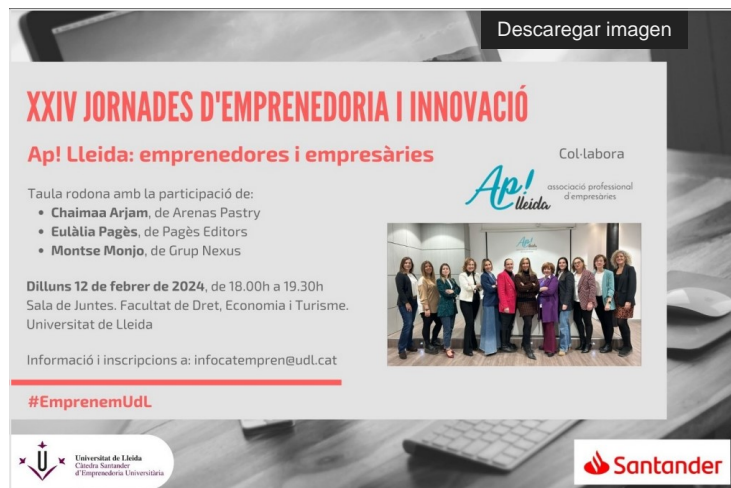 Descaregar imagen
XXIV JORNADES D'EMPRENEDORIA I INNOVACIÓ
Ap! Lleida: emprenedores i empresàries
Col·labora
Ap!
lleida
associació professional
d'empresàries
Taula rodona amb la participació de:
• Chaimaa Arjam, de Arenas Pastry
• Eulàlia Pagès, de Pagès Editors
• Montse Monjo, de Grup Nexus
Dilluns 12 de febrer de 2024, de 18.00h a 19.30h
Sala de Juntes. Facultat de Dret, Economia i Turisme.
Universitat de Lleida
Informació i inscripcions a: infocatempren@udl.cat
#EmprenemUdL
Universitat de Lleida
Càtedra Santander
d'Emprenedoria Universitària
Santander